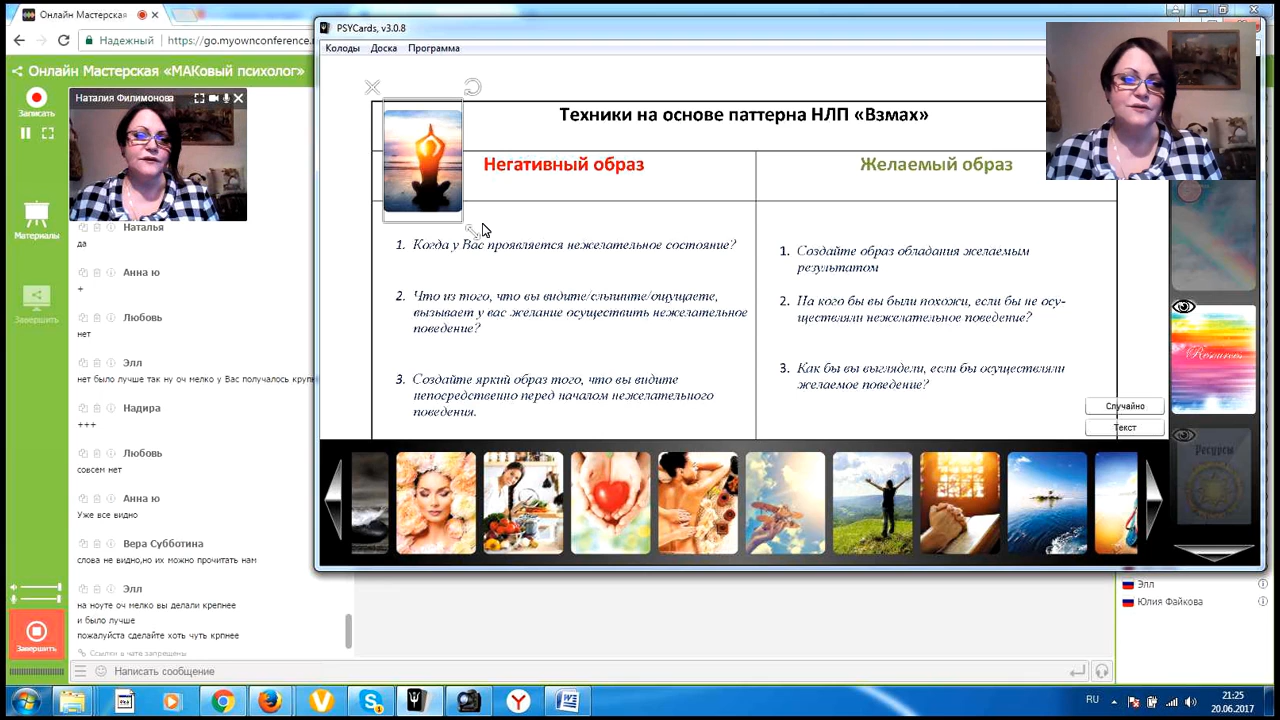 Онлайн Мастерская
Надежный
https://go.myownconference.
Онлайн Мастерская «МАКовый психолог»
Записать
Материалы
Завершить
Завершить
Наталия Филимонова
Наталья
да
Анна ю
+
Любовь
нет
Элл
нет было лучше так ну оч мелко у Вас получалось крупн
Надира
+++
Любовь
совсем нет
Анна ю
Уже все видно
Вера Субботина
слова не видно,но их можно прочитать нам
Элл
на ноуте оч мелко вы делали крепнее
и было лучше
пожалуйста сделайте хоть чуть крпнее
Ссылки в чате запрещены
Написать сообщение
PSYCards, v3.0.8
Колоды Доска Программа
Техники на основе паттерна НЛП «Взмах»
Негативный образ
Желаемый образ
1. Когда у Вас проявляется нежелательное состояние?
2. Что из того, что вы видите/слышите/ощущаете,
вызывает у вас желание осуществить нежелательное
поведение?
3. Создайте яркий образ того, что вы видите
непосредственно перед началом нежелательного
поведения.
1. Создайте образ обладания желаемым
результатом
2. На кого бы вы были похожи, если бы не осу-
ществляли нежелательное поведение?
3. Как бы вы выглядели, если бы осуществляли
желаемое поведение?
Случайно
Текст
Resources
Ресурсы
Элл
Юлия Файкова
RU
21:25
20.06.2017